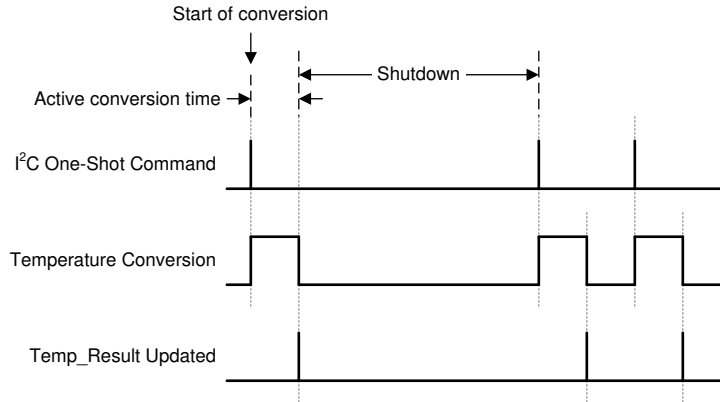 Start of conversion
Shutdown
Active conversion time
I²C One-Shot Command
Temperature Conversion
Temp_Result Updated